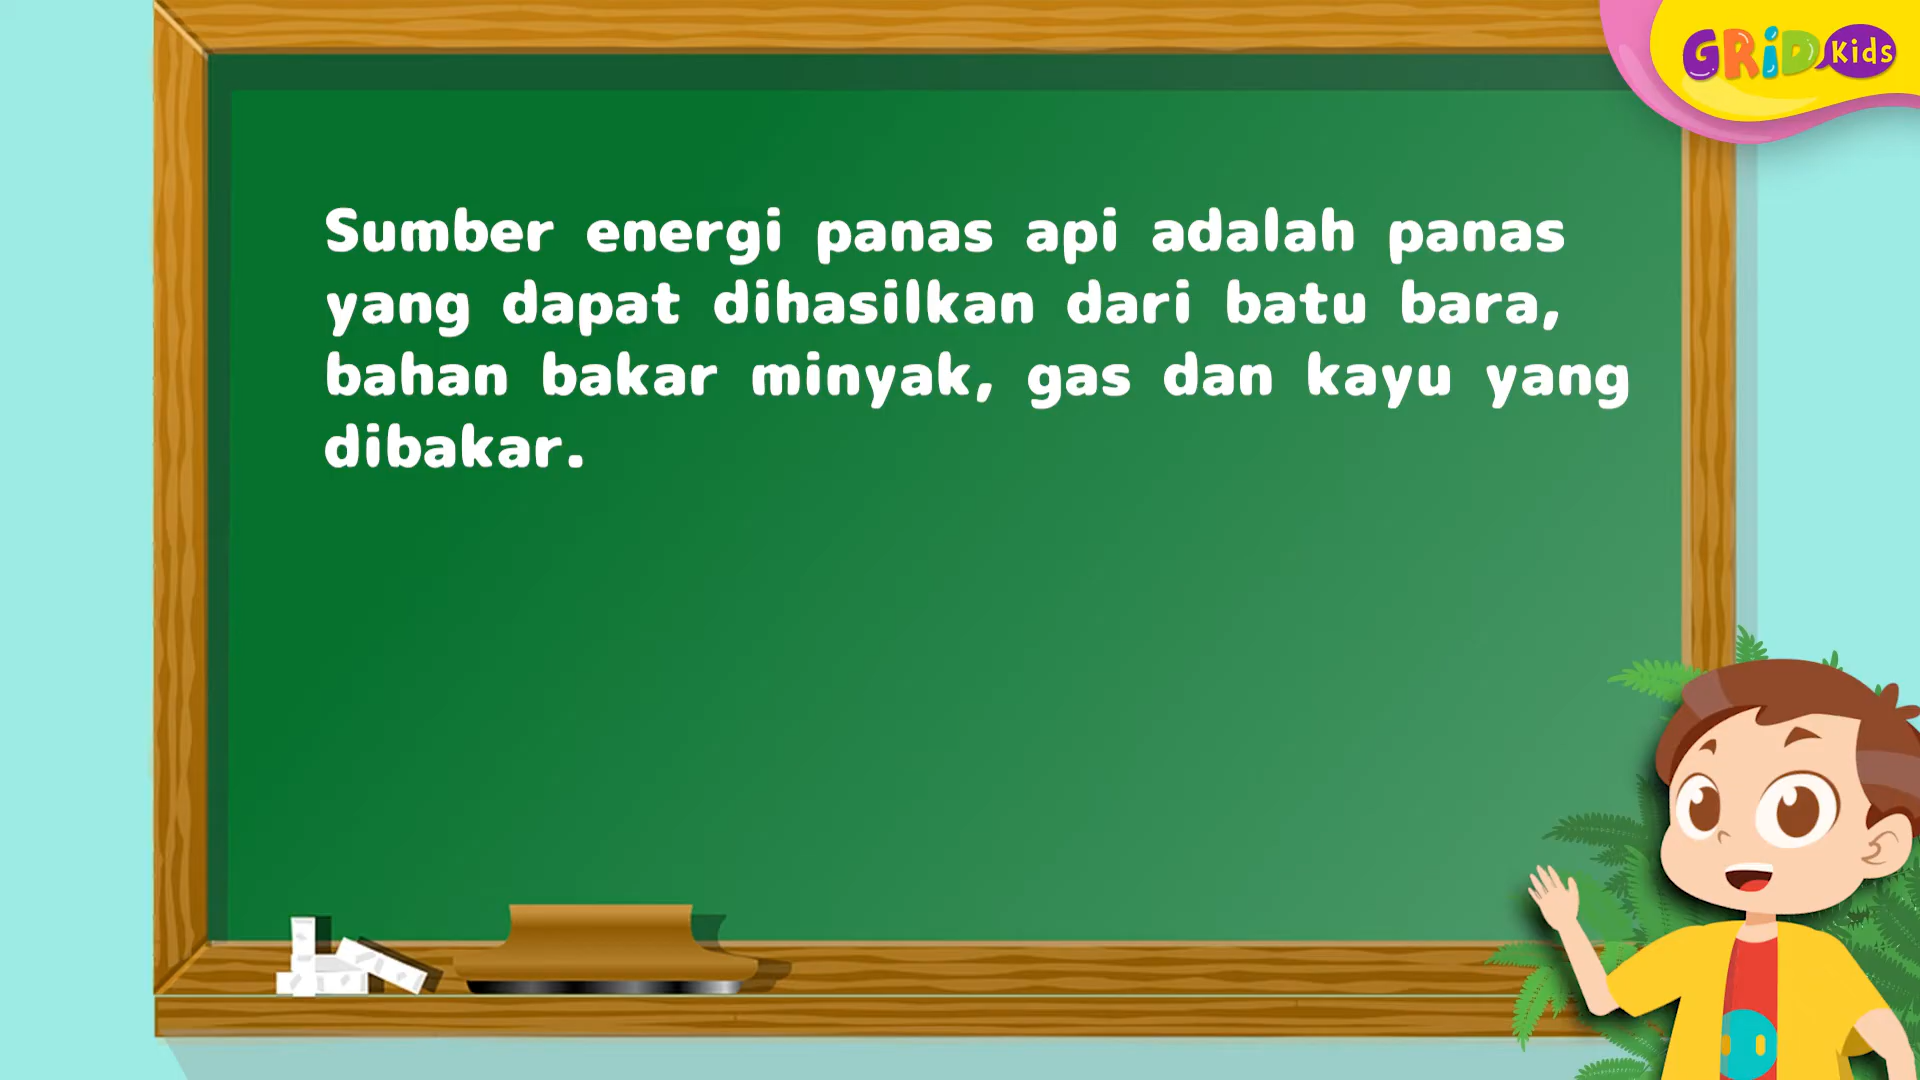 GRiD Kids
Sumber energi panas api adalah panas
yang dapat dihasilkan dari batu bara,
bahan bakar minyak, gas dan kayu yang
dibakar.